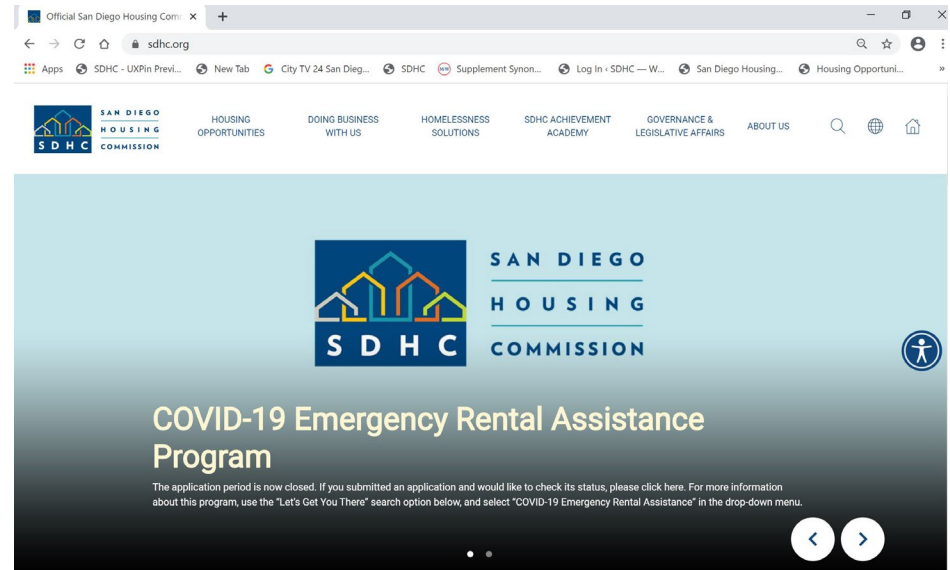 Official San Diego Housing Com
sdhc.org
Apps SDHC - UXPin Previ... New Tab City TV 24 San Dieg... SDHC Supplement Synon... Log In ‹ SDHC — W... San Diego Housing... Housing Opportuni... »
SAN DIEGO
HOUSING
COMMISSION
SDHC
HOUSING
OPPORTUNITIES
DOING BUSINESS
WITH US
HOMELESSNESS
SOLUTIONS
SDHC ACHIEVEMENT
ACADEMY
GOVERNANCE &
LEGISLATIVE AFFAIRS
ABOUT US
SAN DIEGO
HOUSING
COMMISSION
SDHC
COVID-19 Emergency Rental Assistance
Program
The application period is now closed. If you submitted an application and would like to check its status, please click here. For more information
about this program, use the “Let’s Get You There” search option below, and select “COVID-19 Emergency Rental Assistance” in the drop-down menu.